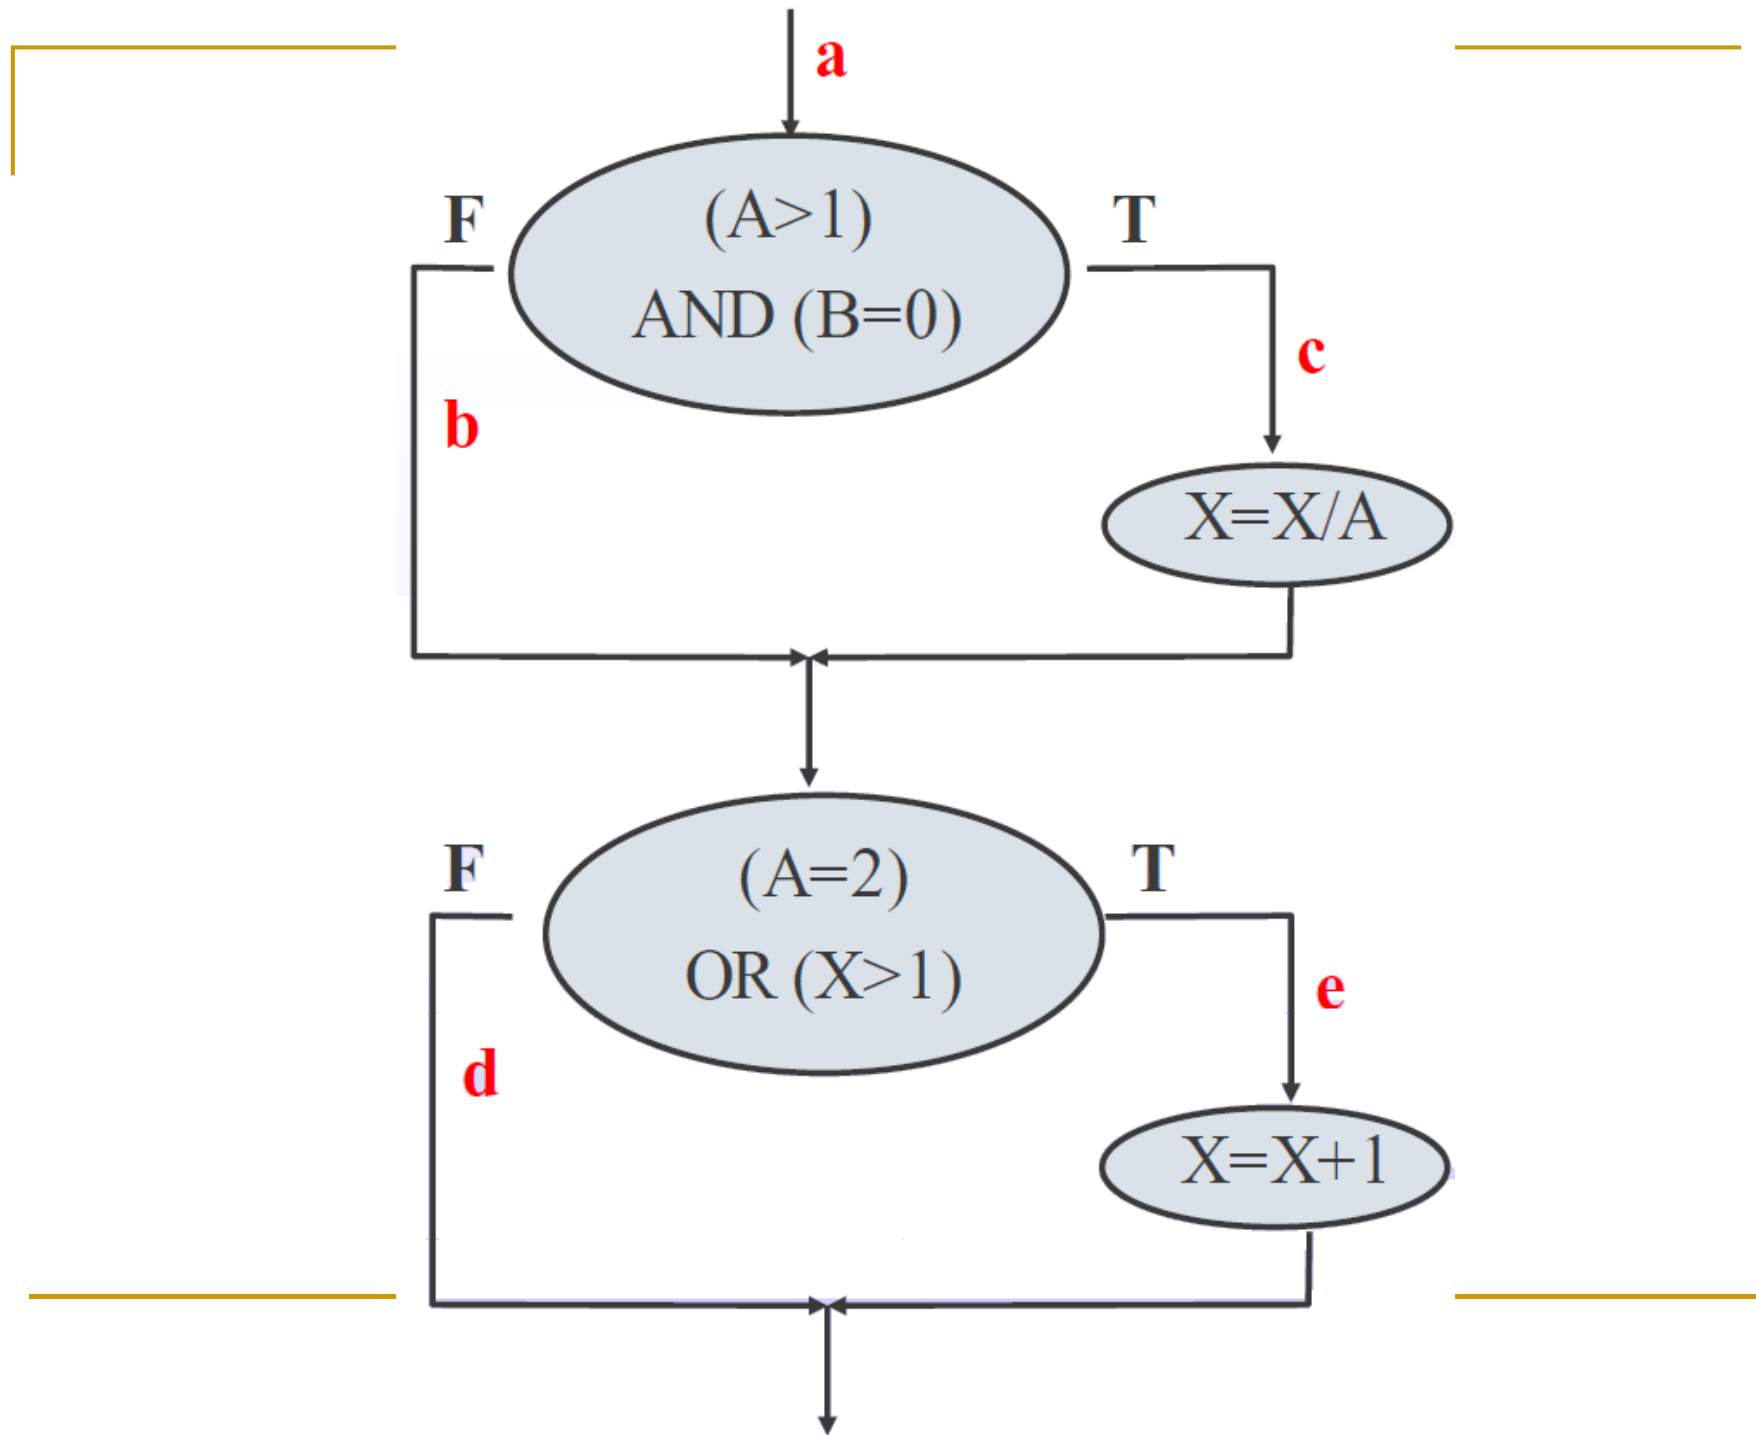 a
F
(A>1)
AND (B=0)
T
c
b
X=X/A
F
(A=2)
OR (X>1)
T
e
d
X=X+1